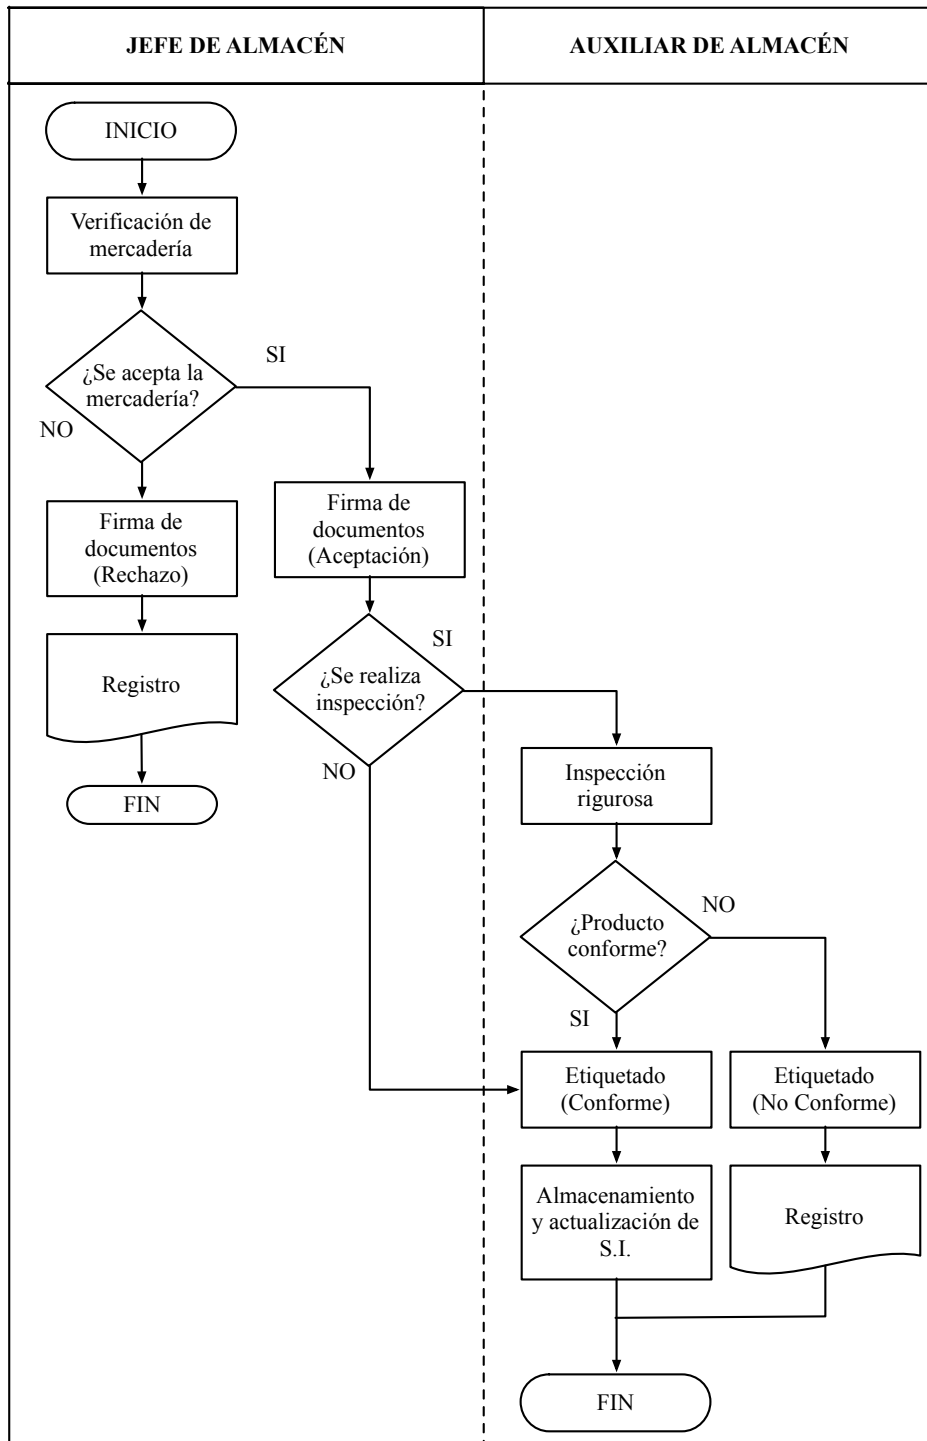 JEFE DE ALMACÉN
AUXILIAR DE ALMACÉN
INICIO
Verificación de
mercadería
¿Se acepta la
mercadería?
SI
NO
Firma de
documentos
(Rechazo)
Registro
FIN
Firma de
documentos
(Aceptación)
¿Se realiza
inspección?
SI
NO
Inspección
rigurosa
¿Producto
conforme?
NO
SI
Etiquetado
(Conforme)
Etiquetado
(No Conforme)
Almacenamiento
y actualización de
S.I.
Registro
FIN